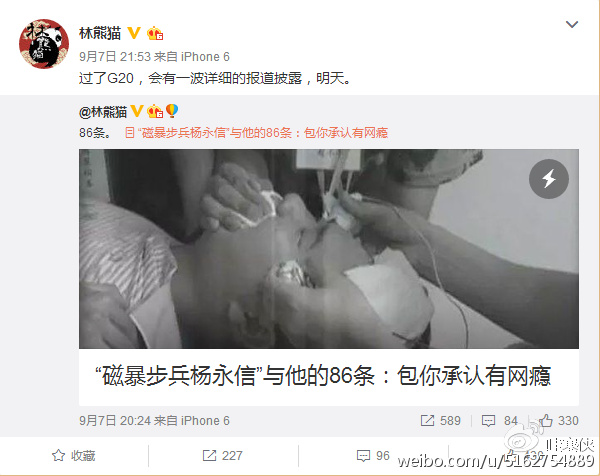 林熊猫
9月7日 21:53 来自 iPhone 6
过了G20，会有一波详细的报道披露，明天。
@林熊猫
86条。 “磁暴步兵杨永信”与他的86条：包你承认有网瘾
“磁暴步兵杨永信”与他的86条：包你承认有网瘾
9月7日 20:24 来自 iPhone 6 589 84 330
收藏 227 96
weibo.com/u/5162754889